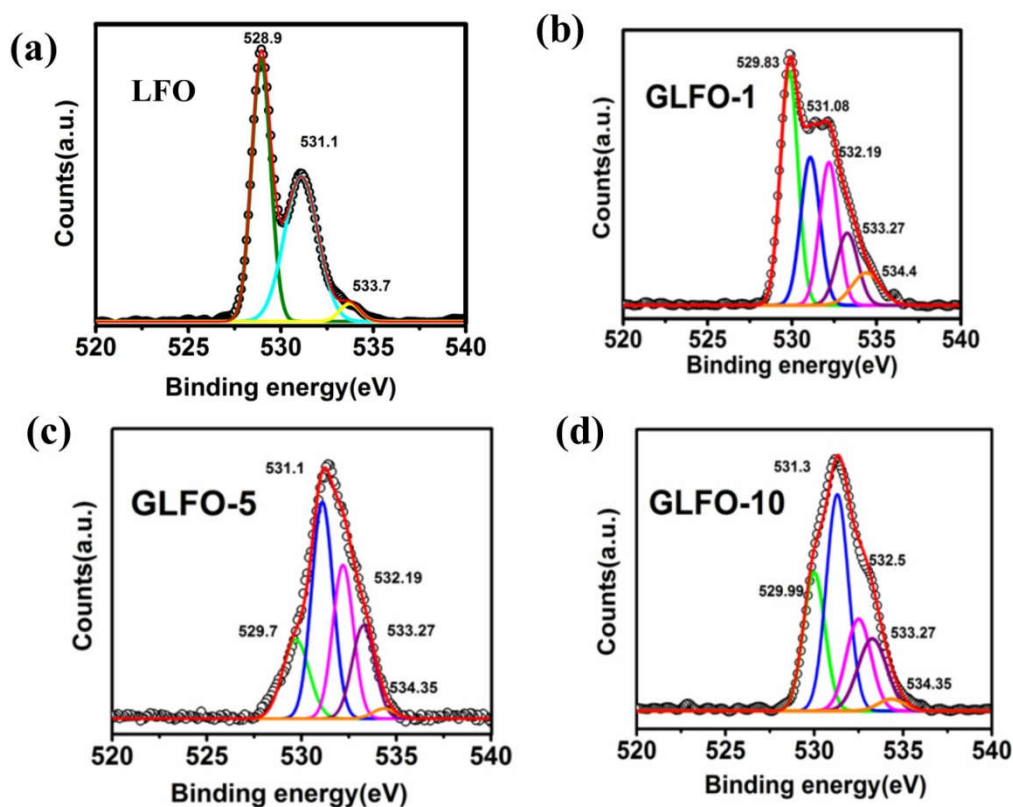 (a)
LFO
528.9
531.1
533.7
Counts(a.u.)
520 525 530 535 540
Binding energy(eV)
(b)
GLFO-1
529.83
531.08
532.19
533.27
534.4
Counts(a.u.)
520 525 530 535 540
Binding energy(eV)
(c)
GLFO-5
531.1
532.19
529.7
533.27
534.35
Counts(a.u.)
520 525 530 535 540
Binding energy(eV)
(d)
GLFO-10
531.3
532.5
529.99
533.27
534.35
Counts(a.u.)
520 525 530 535 540
Binding energy(eV)